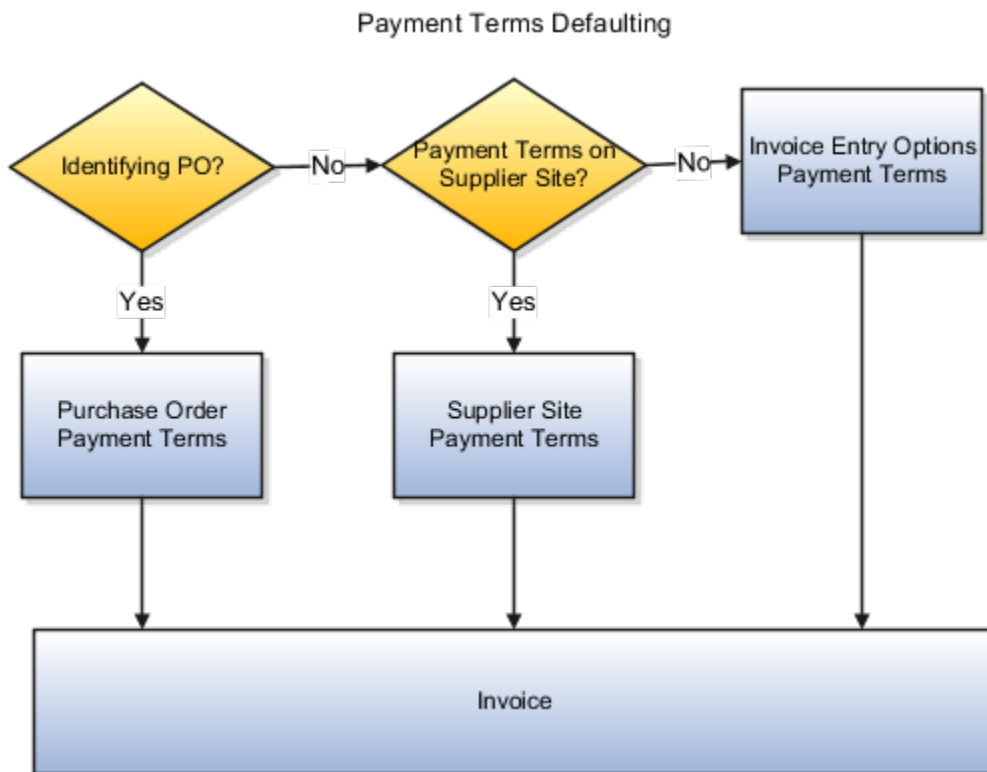 Payment Terms Defaulting
Identifying PO?
No
Payment Terms on
Supplier Site?
No
Invoice Entry Options
Payment Terms
Yes
Yes
Purchase Order
Payment Terms
Supplier Site
Payment Terms
Invoice